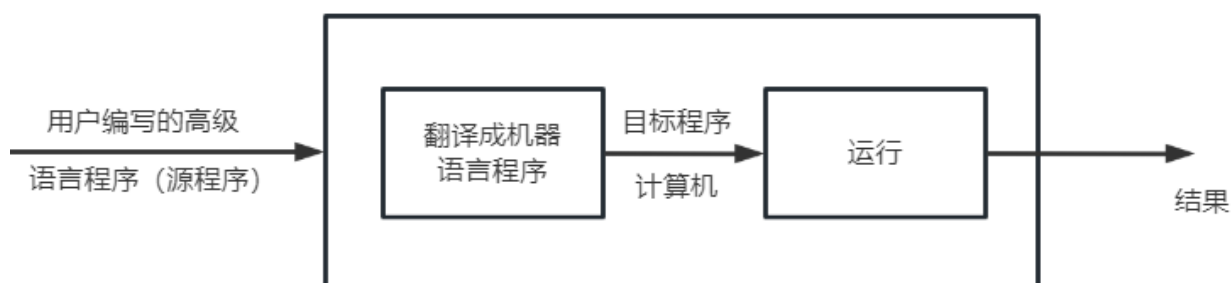 用户编写的高级
语言程序（源程序）
翻译成机器
语言程序
目标程序
计算机
运行
结果